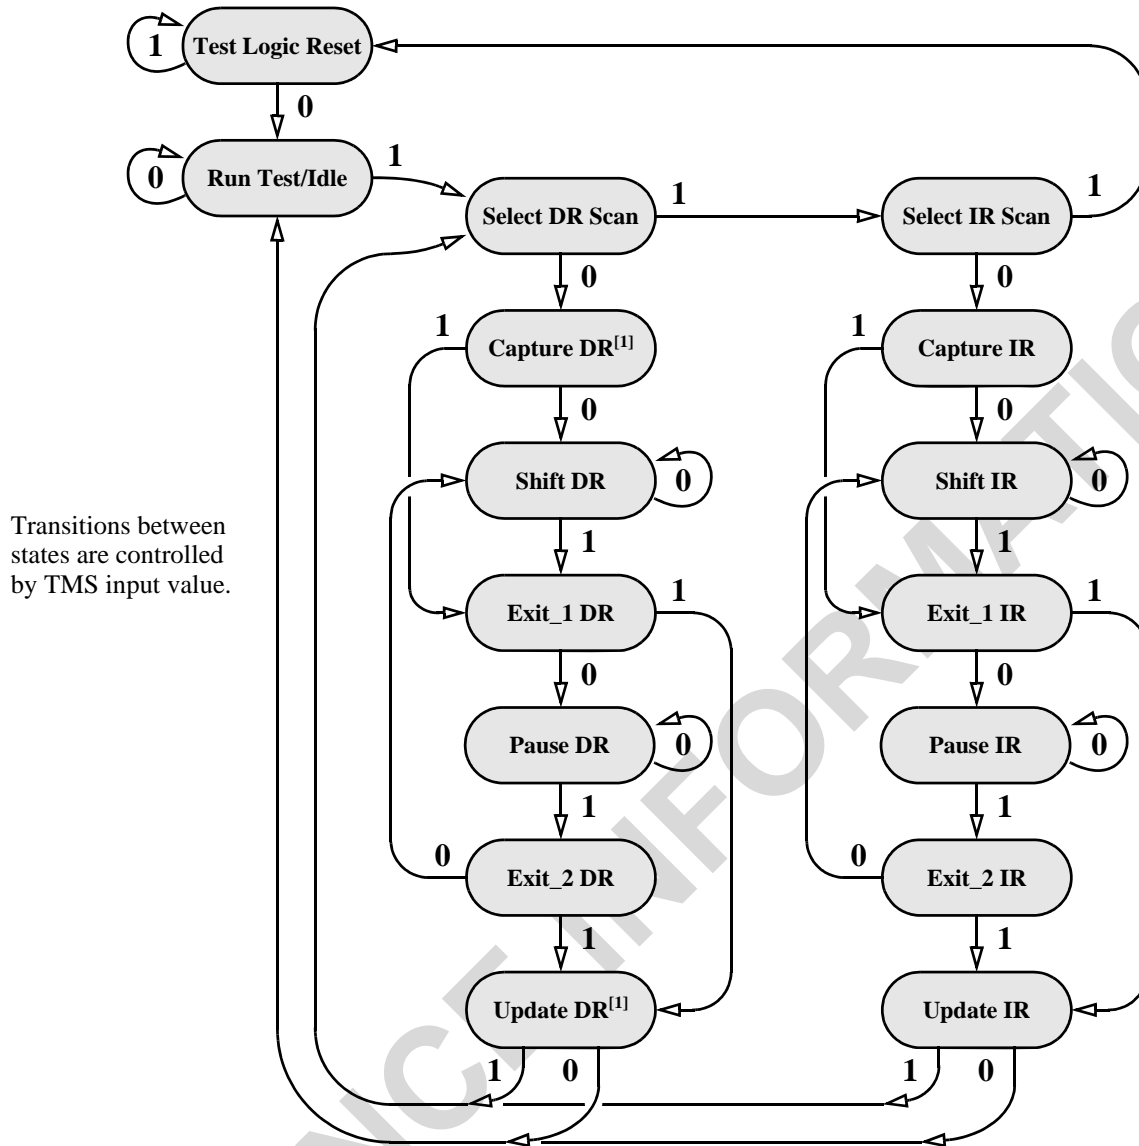 1
Test Logic Reset
0
0
Run Test/Idle
1
Select DR Scan
1
Select IR Scan
1
0
0
1
Capture DR[1]
1
Capture IR
0
0
Shift DR
0
Shift IR
0
Transitions between
states are controlled
by TMS input value.
1
1
Exit_1 DR
1
Exit_1 IR
1
0
0
Pause DR
0
Pause IR
0
1
1
0
Exit_2 DR
0
Exit_2 IR
1
1
Update DR[1]
Update IR
1
0
1
0